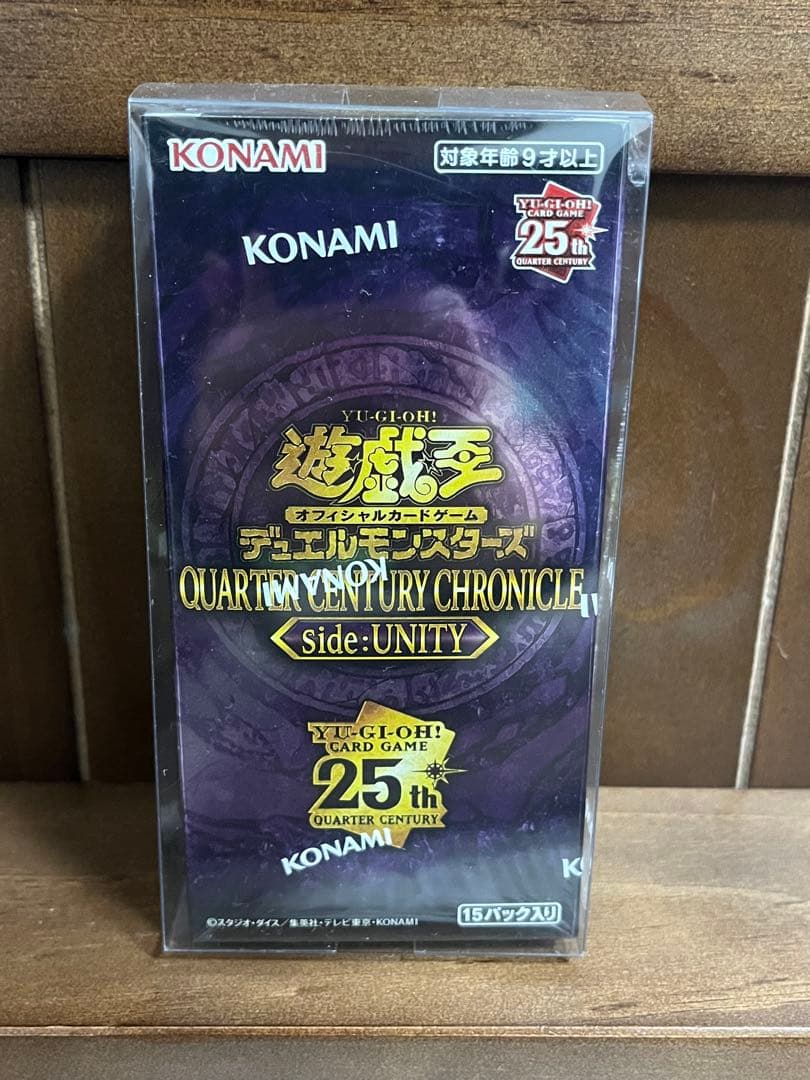 KONAMI
対象年齢9才以上
YU-GI-OH!
CARD GAME
25th
QUARTER CENTURY
KONAMI
YU-GI-OH!
遊戯王
オフィシャルカードゲーム
デュエルモンスターズ
KONAMI
QUARTER CENTURY CHRONICLE
side:UNITY
YU-GI-OH!
CARD GAME
25th
QUARTER CENTURY
KONAMI
K
15パック入り
©スタジオ・ダイス/集英社・テレビ東京・KONAMI